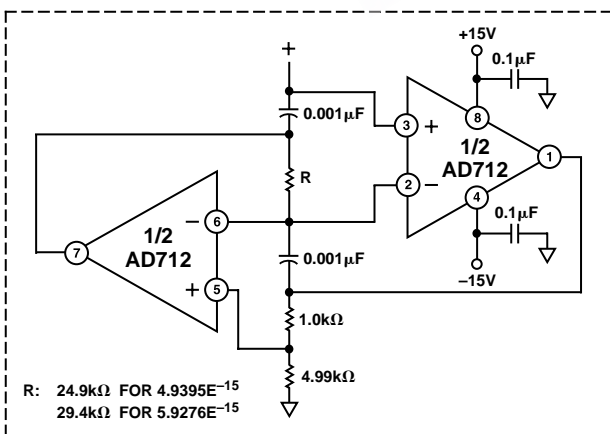 +
+15V
0.1µF
0.001µF
3
+
8
1/2
AD712
1
2
−
4
R
0.1µF
−15V
−
6
1/2
AD712
7
+
5
0.001µF
1.0kΩ
4.99kΩ
R: 24.9kΩ FOR 4.9395E−15
29.4kΩ FOR 5.9276E−15